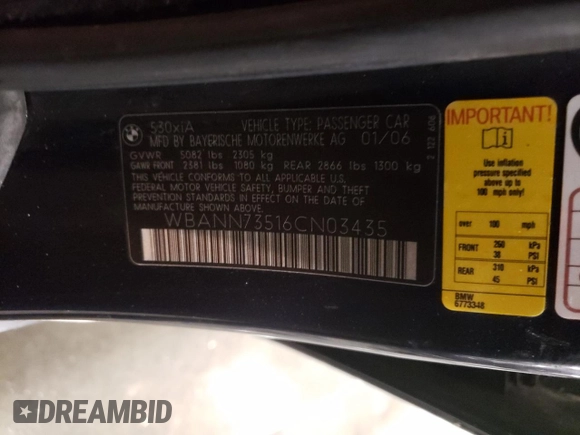 530xiA VEHICLE TYPE: PASSENGER CAR
MFD BY BAYERISCHE MOTORENWERKE AG 01/06
GVWR 5082 lbs 2305 kg
GAWR FRONT 2381 lbs 1080 kg REAR 2866 lbs 1300 kg
THIS VEHICLE CONFORMS TO ALL APPLICABLE U.S.
FEDERAL MOTOR VEHICLE SAFETY, BUMPER AND THEFT
PREVENTION STANDARDS IN EFFECT ON THE DATE OF
MANUFACTURE SHOWN ABOVE.
WBANN73516CN03435
2 122 606
IMPORTANT
Use inflation
pressure specified
above at up to
100 mph only!
over 100 mph
FRONT 260 kPa
38 PSI
REAR 310 kPa
45 PSI
BMW
6773348
DREAMBID